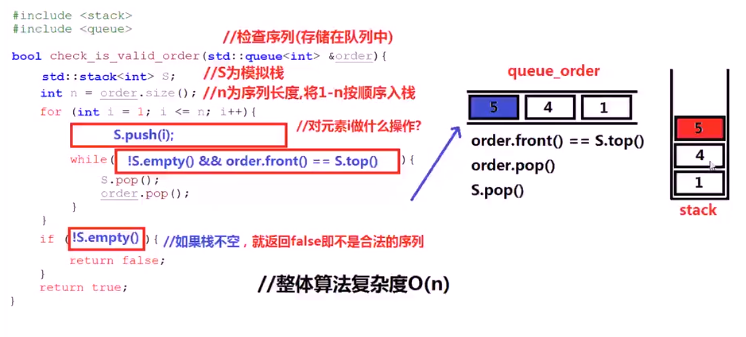 #include <stack>
#include <queue>
//检查序列(存储在队列中)
bool check_is_valid_order(std::queue<int> &order){
std::stack<int> S; //S为模拟栈
int n = order.size(); //n为序列长度,将1-n按顺序入栈
for (int i = 1; i <= n; i++){
S.push(i); //对元素i做什么操作?
while( !S.empty() && order.front() == S.top() ){
S.pop();
order.pop();
}
}
if ( !S.empty() ){ //如果栈不空，就返回false即不是合法的序列
return false;
}
return true;
}
//整体算法复杂度O(n)
queue_order
5 4 1
order.front() == S.top()
order.pop()
S.pop()
5
4
1
stack